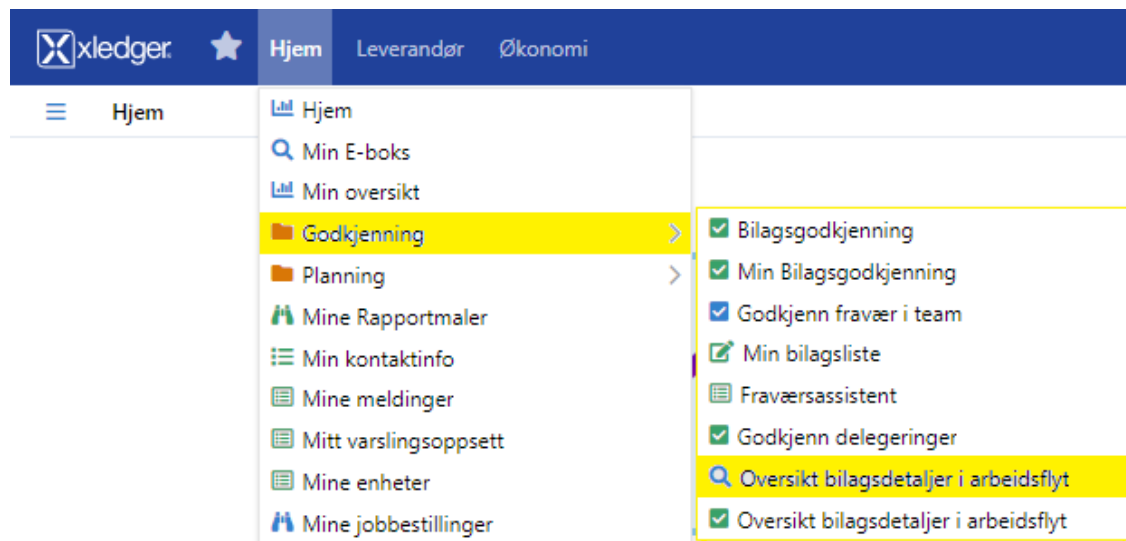 xledger
Hjem
Leverandør
Økonomi
Hjem
Hjem
Min E-boks
Min oversikt
Godkjenning
Planning
Mine Rapportmaler
Min kontaktinfo
Mine meldinger
Mitt varslingsoppsett
Mine enheter
Mine jobbestillinger
Bilagsgodkjenning
Min Bilagsgodkjenning
Godkjenn fravær i team
Min bilagsliste
Fraværsassistent
Godkjenn delegeringer
Oversikt bilagsdetaljer i arbeidsflyt
Oversikt bilagsdetaljer i arbeidsflyt